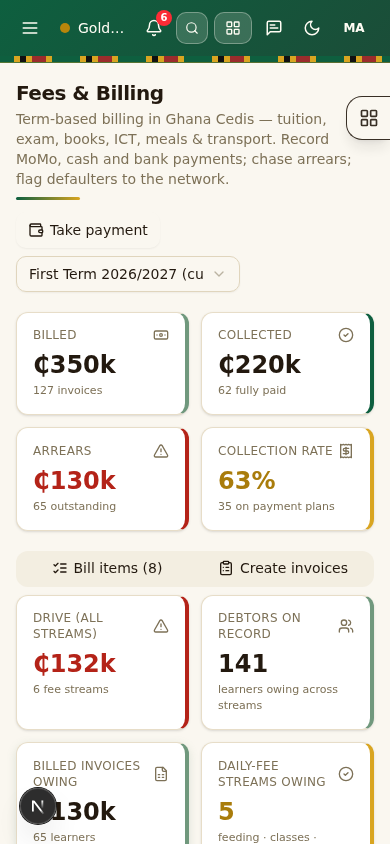 Gold...
6
MA
Fees & Billing
Term-based billing in Ghana Cedis — tuition,
exam, books, ICT, meals & transport. Record
MoMo, cash and bank payments; chase arrears;
flag defaulters to the network.
Take payment
First Term 2026/2027 (cu
BILLED
₵350k
127 invoices
COLLECTED
₵220k
62 fully paid
ARREARS
₵130k
65 outstanding
COLLECTION RATE
63%
35 on payment plans
Bill items (8)
Create invoices
DRIVE (ALL
STREAMS)
₵132k
6 fee streams
DEBTORS ON
RECORD
141
learners owing across
streams
BILLED INVOICES
OWING
130k
65 learners
DAILY-FEE
STREAMS OWING
5
feeding · classes ·
N